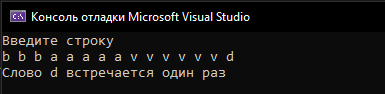 Консоль отладки Microsoft Visual Studio
Введите строку
b b b a a a a a v v v v v v d
Слово d встречается один раз